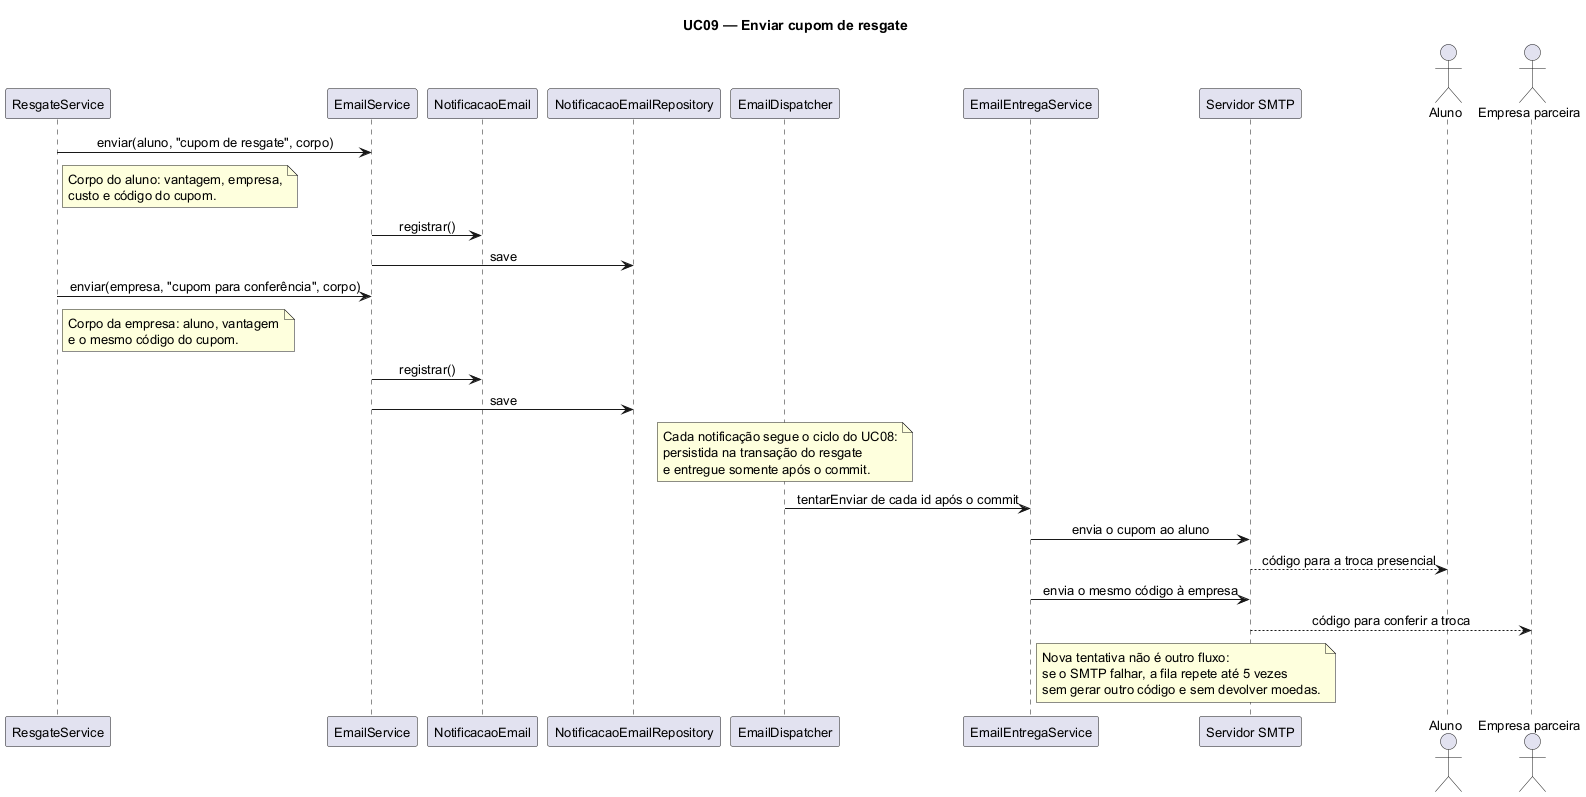 UC09 — Enviar cupom de resgate
Aluno
Empresa parceira
ResgateService
EmailService
NotificacaoEmail
NotificacaoEmailRepository
EmailDispatcher
EmailEntregaService
Servidor SMTP
enviar(aluno, "cupom de resgate", corpo)
Corpo do aluno: vantagem, empresa,
custo e código do cupom.
registrar()
save
enviar(empresa, "cupom para conferência", corpo)
Corpo da empresa: aluno, vantagem
e o mesmo código do cupom.
registrar()
save
Cada notificação segue o ciclo do UC08:
persistida na transação do resgate
e entregue somente após o commit.
tentarEnviar de cada id após o commit
envia o cupom ao aluno
código para a troca presencial
envia o mesmo código à empresa
código para conferir a troca
Nova tentativa não é outro fluxo:
se o SMTP falhar, a fila repete até 5 vezes
sem gerar outro código e sem devolver moedas.
ResgateService
EmailService
NotificacaoEmail
NotificacaoEmailRepository
EmailDispatcher
EmailEntregaService
Servidor SMTP
Aluno
Empresa parceira